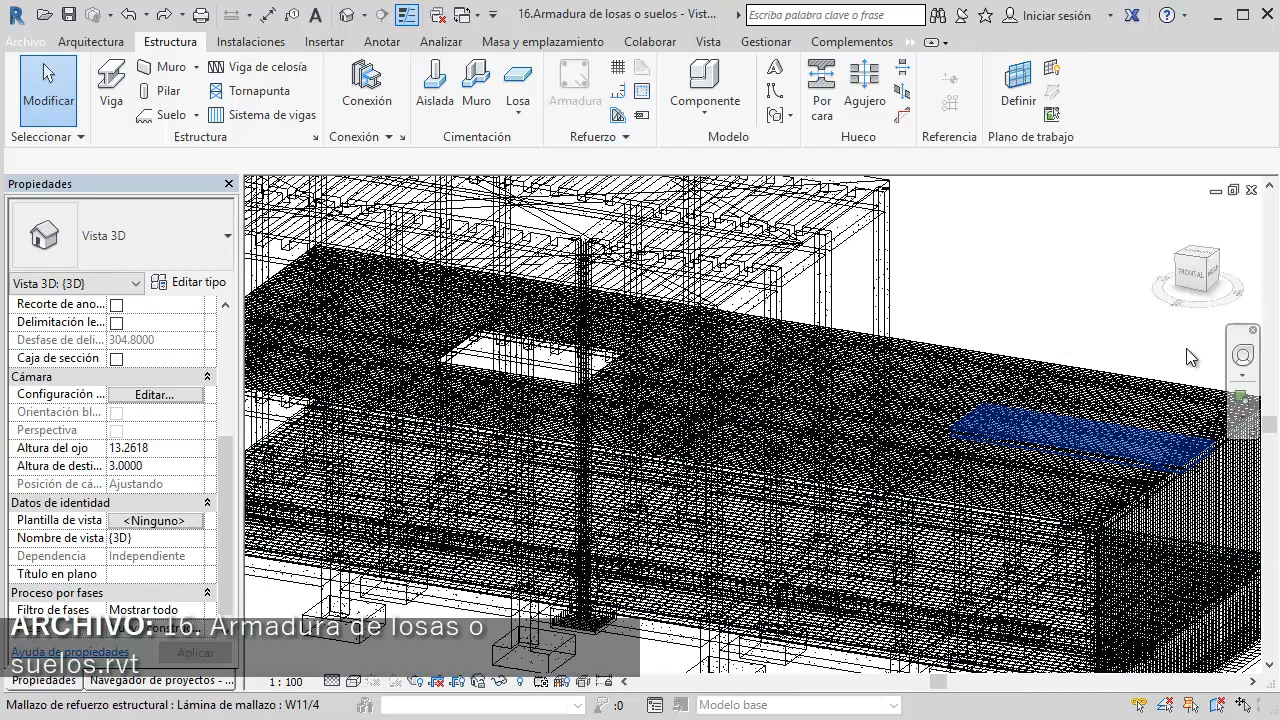 16.Armadura de losas o suelos - Vist...
Escriba palabra clave o frase
Iniciar sesión
Archivo
Arquitectura
Estructura
Instalaciones
Insertar
Anotar
Analizar
Masa y emplazamiento
Colaborar
Vista
Gestionar
Complementos
Modificar
Viga
Muro
Pilar
Suelo
Viga de celosía
Tornapunta
Sistema de vigas
Conexión
Aislada
Muro
Losa
Armadura
Componente
Por cara
Agujero
Definir
Seleccionar
Estructura
Conexión
Cimentación
Refuerzo
Modelo
Hueco
Referencia
Plano de trabajo
Propiedades
Vista 3D
Vista 3D: {3D}
Editar tipo
Recorte de ano...
Delimitación le...
Desfase de deli... 304.8000
Caja de sección
Cámara
Configuración ... Editar...
Orientación bl...
Perspectiva
Altura del ojo 13.2618
Altura de desti... 3.0000
Posición de cá... Ajustando
Datos de identidad
Plantilla de vista <Ninguno>
Nombre de vista {3D}
Dependencia Independiente
Título en plano
Proceso por fases
Filtro de fases Mostrar todo
ARCHIVO: 16. Armadura de losas o
suelos.rvt
Ayuda de propiedades
Aplicar
Propiedades
Navegador de proyectos - ...
1 : 100
FRONTAL
Mallazo de refuerzo estructural : Lámina de mallazo : W11/4
:0
Modelo base